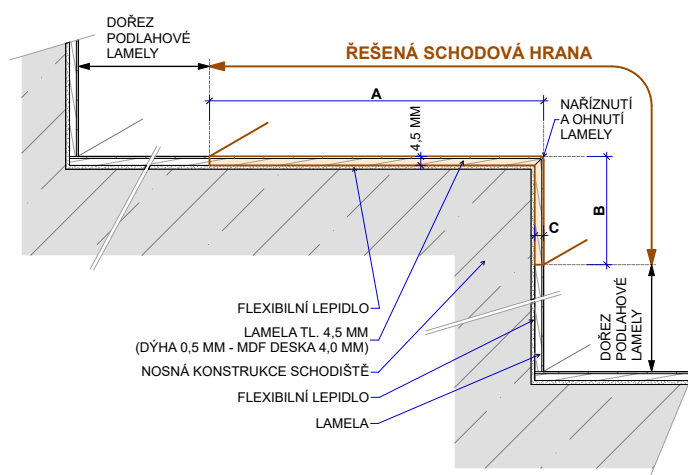 DOŘEZ
PODLAHOVÉ
LAMELY
ŘEŠENÁ SCHODOVÁ HRANA
A
4,5 MM
NAŘÍZNUTÍ
A OHNUTÍ
LAMELY
B
C
FLEXIBILNÍ LEPIDLO
LAMELA TL. 4,5 MM
(DÝHA 0,5 MM - MDF DESKA 4,0 MM)
NOSNÁ KONSTRUKCE SCHODIŠTĚ
FLEXIBILNÍ LEPIDLO
LAMELA
DOŘEZ
PODLAHOVÉ
LAMELY